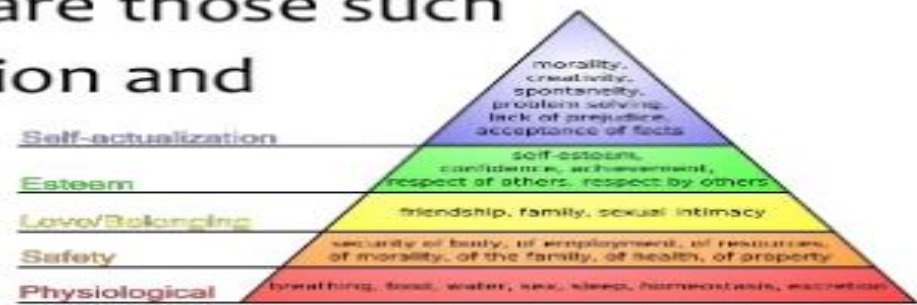 are those such
ion and
morality,
creativity,
spontaneity,
problem solving,
lack of prejudice,
acceptance of facts
Self-actualization
self-esteem,
confidence, achievement,
respect of others, respect by others
Esteem
friendship, family, sexual intimacy
Love/Belonging
security of body, of employment, of resources,
of morality, of the family, of health, of property
Safety
breathing, food, water, sex, sleep, homeostasis, excretion
Physiological